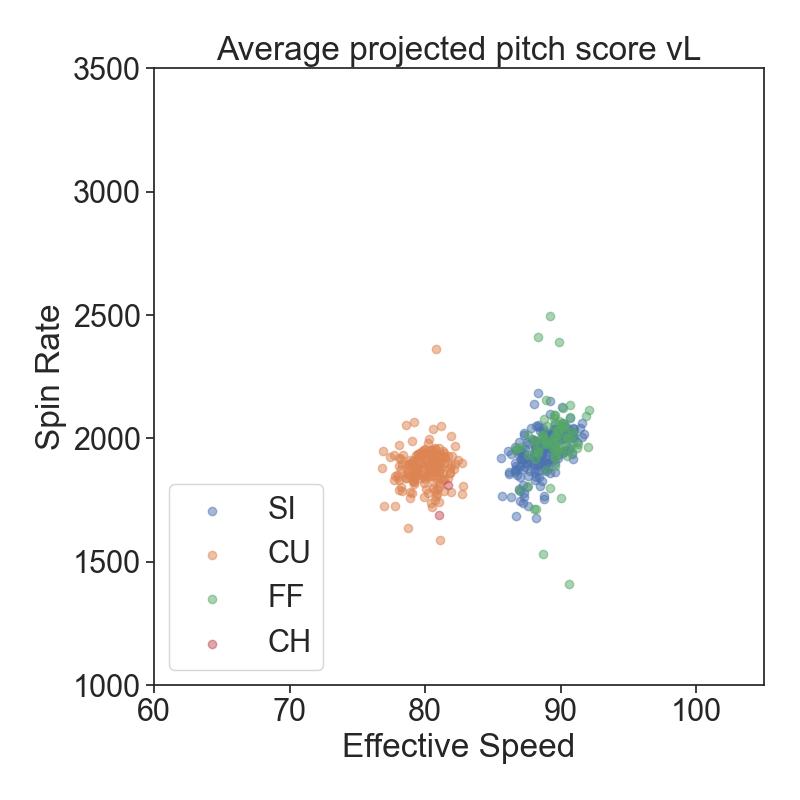 Average projected pitch score vL
3500
3000
2500
2000
1500
1000
Spin Rate
SI
CU
FF
CH
60 70 80 90 100
Effective Speed